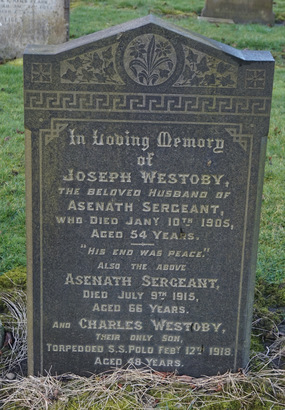 In Loving Memory
of
JOSEPH WESTOBY,
THE BELOVED HUSBAND OF
ASENATH SERGEANT,
WHO DIED JANY 10TH 1905,
AGED 54 YEARS.
"HIS END WAS PEACE."
ALSO THE ABOVE
ASENATH SERGEANT,
DIED JULY 9TH 1915,
AGED 66 YEARS.
AND CHARLES WESTOBY,
THEIR ONLY SON,
TORPEDOED S.S. POLO FEBY 12TH 1918,
AGED 48 YEARS.